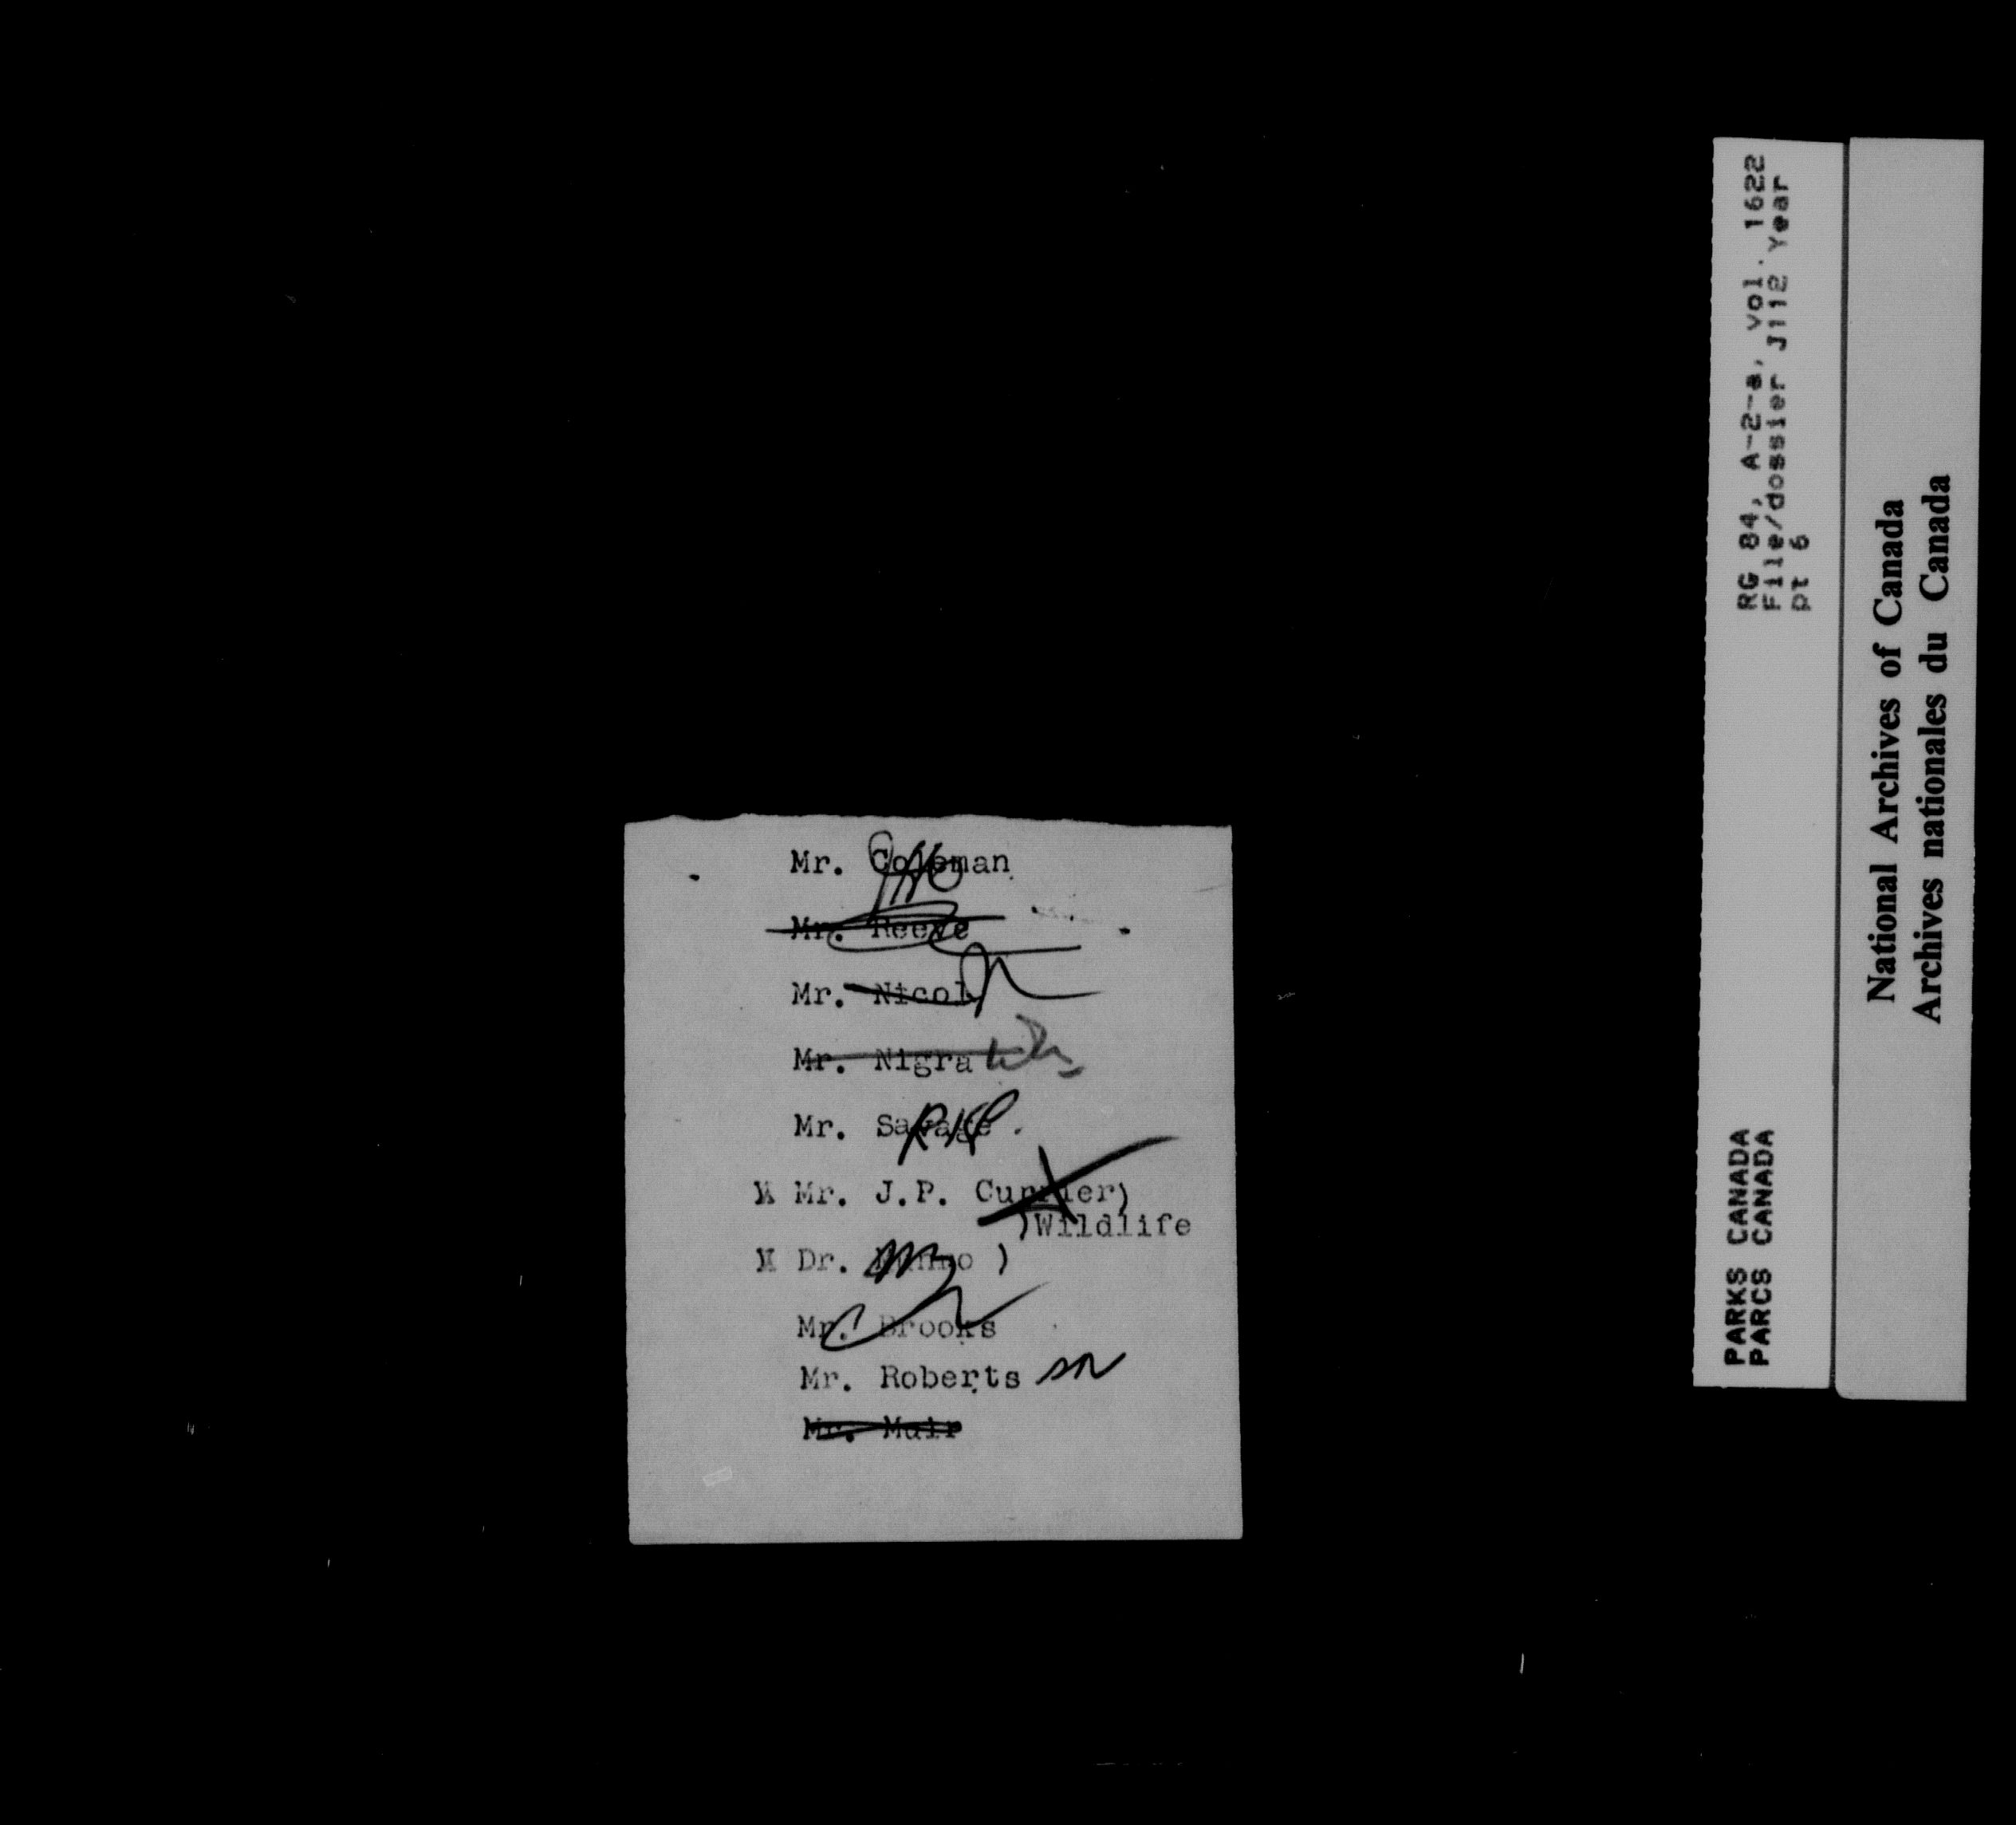 Mr. Coleman
Mr. Reeve
Mr. Nicol
Mr. Nigra
Mr. Savage
Mr. J.P. Currier)
)Wildlife
Dr. Munro )
Mr. Brooks
Mr. Roberts
Mr. Muir
PARKS CANADA RG 84, A-2-a, Vol. 1622
PARCS CANADA File/dossier J112 Year
pt 6
National Archives of Canada
Archives nationales du Canada